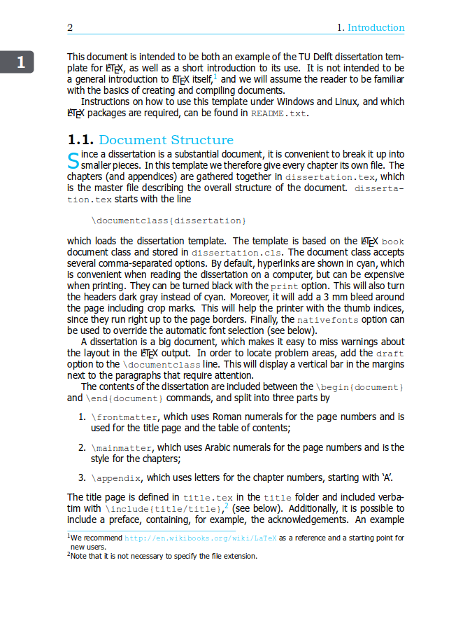 2 1. Introduction
1
This document is intended to be both an example of the TU Delft dissertation tem-
plate for LATEX, as well as a short introduction to its use. It is not intended to be
a general introduction to LATEX itself,1 and we will assume the reader to be familiar
with the basics of creating and compiling documents.
Instructions on how to use this template under Windows and Linux, and which
LATEX packages are required, can be found in README.txt.
1.1. Document Structure
Since a dissertation is a substantial document, it is convenient to break it up into
smaller pieces. In this template we therefore give every chapter its own file. The
chapters (and appendices) are gathered together in dissertation.tex, which
is the master file describing the overall structure of the document. disserta-
tion.tex starts with the line
\documentclass{dissertation}
which loads the dissertation template. The template is based on the LATEX book
document class and stored in dissertation.cls. The document class accepts
several comma-separated options. By default, hyperlinks are shown in cyan, which
is convenient when reading the dissertation on a computer, but can be expensive
when printing. They can be turned black with the print option. This will also turn
the headers dark gray instead of cyan. Moreover, it will add a 3 mm bleed around
the page including crop marks. This will help the printer with the thumb indices,
since they run right up to the page borders. Finally, the nativefonts option can
be used to override the automatic font selection (see below).
A dissertation is a big document, which makes it easy to miss warnings about
the layout in the LATEX output. In order to locate problem areas, add the draft
option to the \documentclass line. This will display a vertical bar in the margins
next to the paragraphs that require attention.
The contents of the dissertation are included between the \begin{document}
and \end{document} commands, and split into three parts by
1. \frontmatter, which uses Roman numerals for the page numbers and is
used for the title page and the table of contents;
2. \mainmatter, which uses Arabic numerals for the page numbers and is the
style for the chapters;
3. \appendix, which uses letters for the chapter numbers, starting with ‘A’.
The title page is defined in title.tex in the title folder and included verba-
tim with \include{title/title},2 (see below). Additionally, it is possible to
include a preface, containing, for example, the acknowledgements. An example
1We recommend http://en.wikibooks.org/wiki/LaTeX as a reference and a starting point for
new users.
2Note that it is not necessary to specify the file extension.